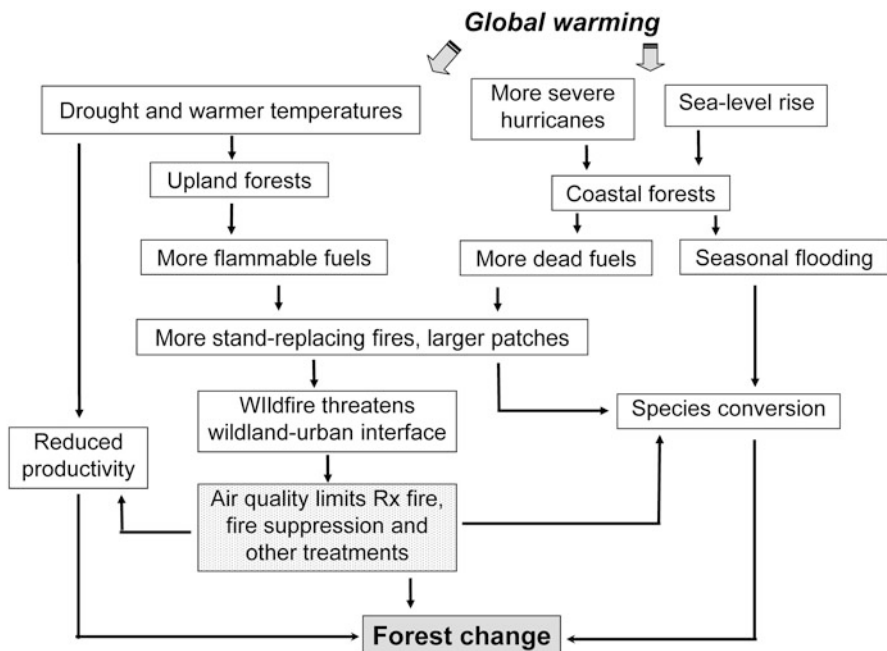 Global warming
Drought and warmer temperatures
More severe
hurricanes
Sea-level rise
Upland forests
Coastal forests
More flammable fuels
More dead fuels
Seasonal flooding
More stand-replacing fires, larger patches
WIldfire threatens
wildland-urban interface
Species conversion
Reduced
productivity
Air quality limits Rx fire,
fire suppression and
other treatments
Forest change